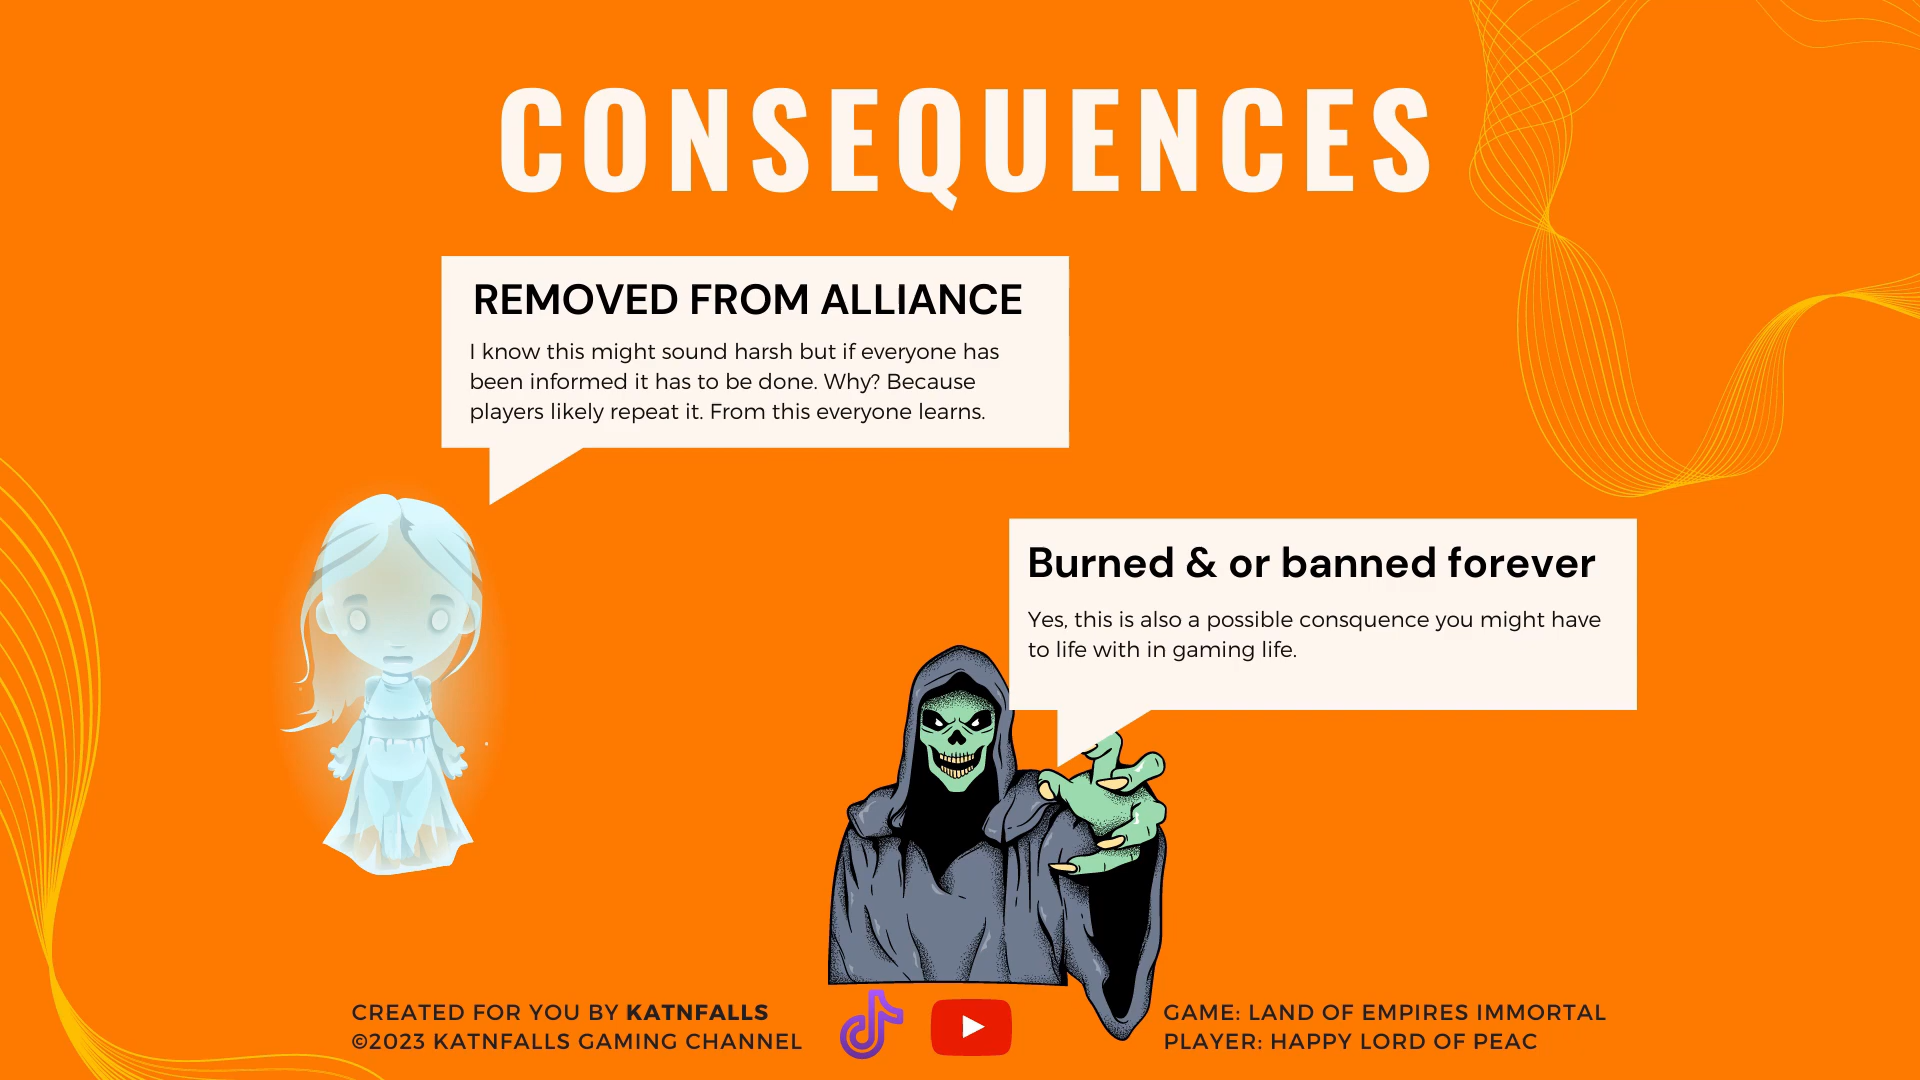 CONSEQUENCES
REMOVED FROM ALLIANCE
I know this might sound harsh but if everyone has
been informed it has to be done. Why? Because
players likely repeat it. From this everyone learns.
Burned & or banned forever
Yes, this is also a possible consquence you might have
to life with in gaming life.
CREATED FOR YOU BY KATNFALLS
©2023 KATNFALLS GAMING CHANNEL
GAME: LAND OF EMPIRES IMMORTAL
PLAYER: HAPPY LORD OF PEAC